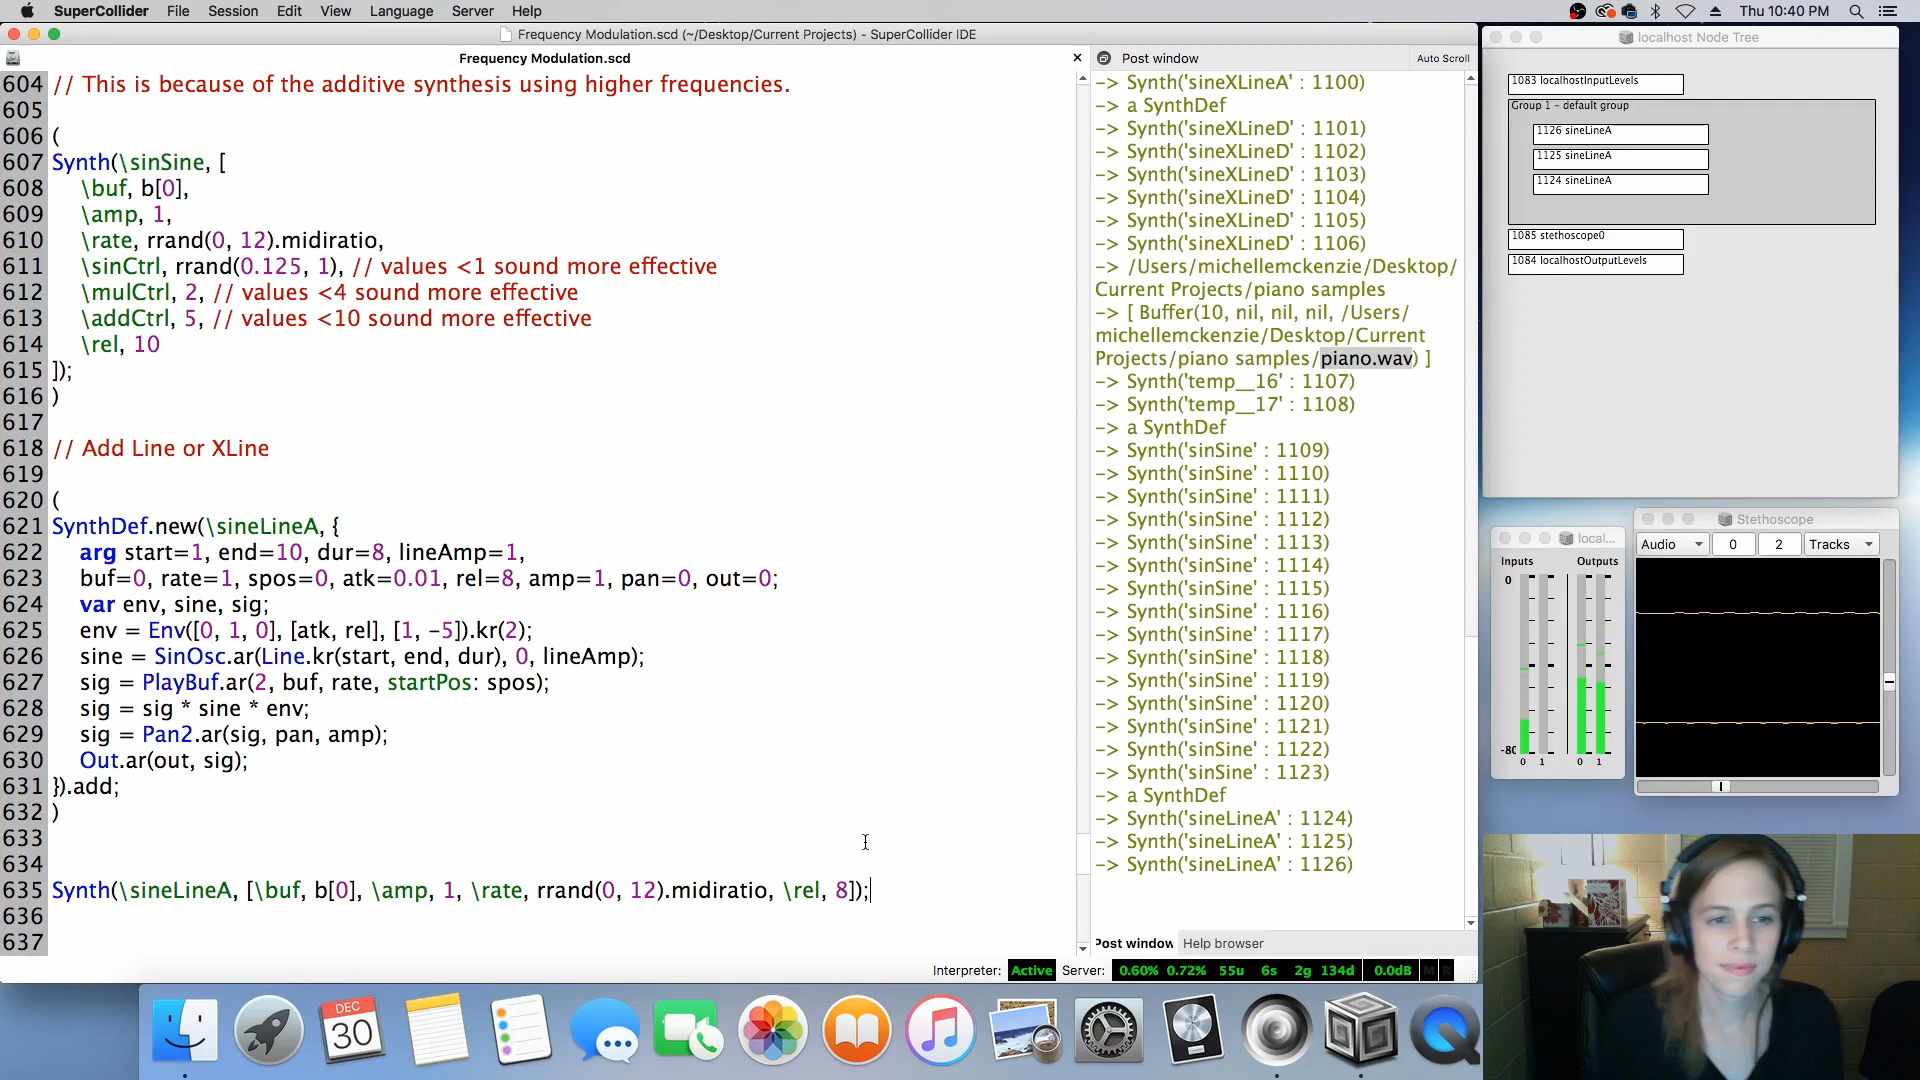 SuperCollider File Session Edit View Language Server Help
Thu 10:40 PM
Frequency Modulation.scd (~/Desktop/Current Projects) - SuperCollider IDE
Frequency Modulation.scd
604 // This is because of the additive synthesis using higher frequencies.
605
606 (
607 Synth(\sinSine, [
608 \buf, b[0],
609 \amp, 1,
610 \rate, rrand(0, 12).midiratio,
611 \sinCtrl, rrand(0.125, 1), // values <1 sound more effective
612 \mulCtrl, 2, // values <4 sound more effective
613 \addCtrl, 5, // values <10 sound more effective
614 \rel, 10
615 ]);
616 )
617
618 // Add Line or XLine
619
620 (
621 SynthDef.new(\sineLineA, {
622 arg start=1, end=10, dur=8, lineAmp=1,
623 buf=0, rate=1, spos=0, atk=0.01, rel=8, amp=1, pan=0, out=0;
624 var env, sine, sig;
625 env = Env([0, 1, 0], [atk, rel], [1, -5]).kr(2);
626 sine = SinOsc.ar(Line.kr(start, end, dur), 0, lineAmp);
627 sig = PlayBuf.ar(2, buf, rate, startPos: spos);
628 sig = sig * sine * env;
629 sig = Pan2.ar(sig, pan, amp);
630 Out.ar(out, sig);
631 }).add;
632 )
633
634
635 Synth(\sineLineA, [\buf, b[0], \amp, 1, \rate, rrand(0, 12).midiratio, \rel, 8]);
636
637
Post window
Auto Scroll
-> Synth('sineXLineA' : 1100)
-> a SynthDef
-> Synth('sineXLineD' : 1101)
-> Synth('sineXLineD' : 1102)
-> Synth('sineXLineD' : 1103)
-> Synth('sineXLineD' : 1104)
-> Synth('sineXLineD' : 1105)
-> Synth('sineXLineD' : 1106)
-> /Users/michellemckenzie/Desktop/
Current Projects/piano samples
-> [ Buffer(10, nil, nil, nil, /Users/
michellemckenzie/Desktop/Current
Projects/piano samples/piano.wav) ]
-> Synth('temp__16' : 1107)
-> Synth('temp__17' : 1108)
-> a SynthDef
-> Synth('sinSine' : 1109)
-> Synth('sinSine' : 1110)
-> Synth('sinSine' : 1111)
-> Synth('sinSine' : 1112)
-> Synth('sinSine' : 1113)
-> Synth('sinSine' : 1114)
-> Synth('sinSine' : 1115)
-> Synth('sinSine' : 1116)
-> Synth('sinSine' : 1117)
-> Synth('sinSine' : 1118)
-> Synth('sinSine' : 1119)
-> Synth('sinSine' : 1120)
-> Synth('sinSine' : 1121)
-> Synth('sinSine' : 1122)
-> Synth('sinSine' : 1123)
-> a SynthDef
-> Synth('sineLineA' : 1124)
-> Synth('sineLineA' : 1125)
-> Synth('sineLineA' : 1126)
Post window Help browser
Interpreter: Active Server: 0.60% 0.72% 55u 6s 2g 134d 0.0dB M R
localhost Node Tree
1083 localhostInputLevels
Group 1 - default group
1126 sineLineA
1125 sineLineA
1124 sineLineA
1085 stethoscope0
1084 localhostOutputLevels
local...
Inputs Outputs
0
-80
0 1 0 1
Stethoscope
Audio 0 2 Tracks
DEC
30